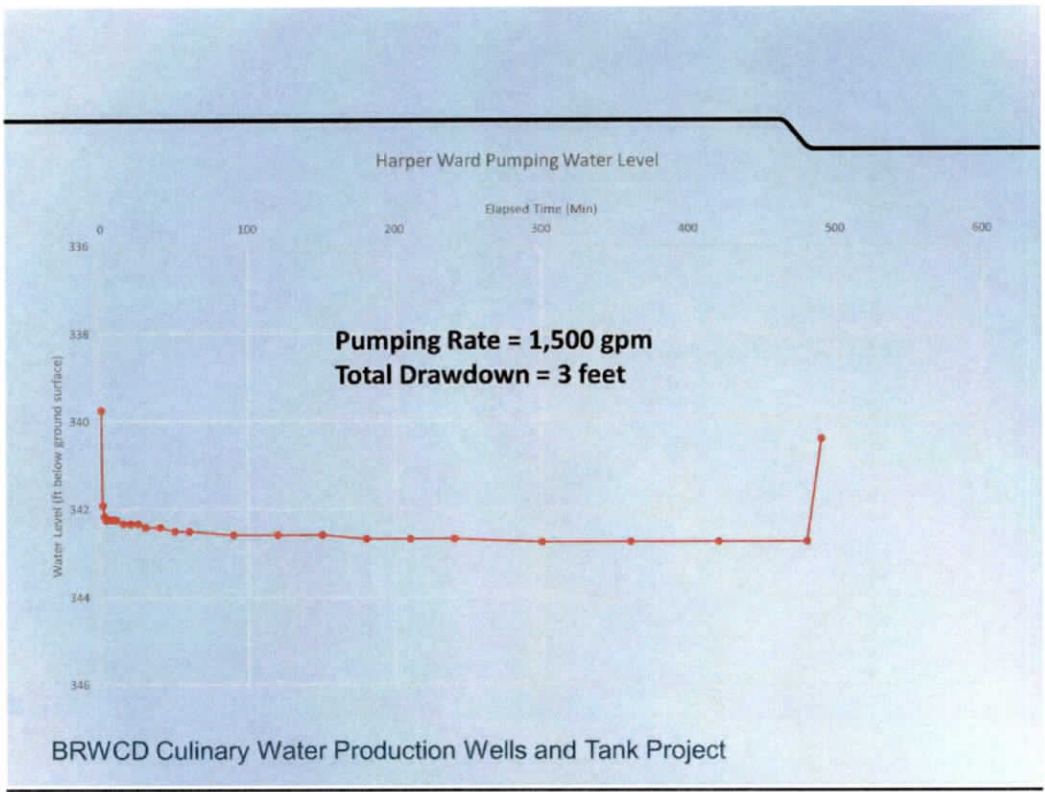 Harper Ward Pumping Water Level
Elapsed Time (Min)
0 100 200 300 400 500 600
336
338
Pumping Rate = 1,500 gpm
Total Drawdown = 3 feet
340
342
344
346
Water Level (ft below ground surface)
BRWCD Culinary Water Production Wells and Tank Project